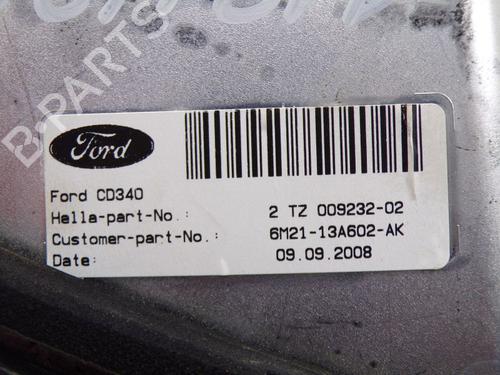 B-PARTS
Ford
Ford CD340
Hella-part-No.: 2 TZ 009232-02
Customer-part-No.: 6M21-13A602-AK
Date: 09.09.2008